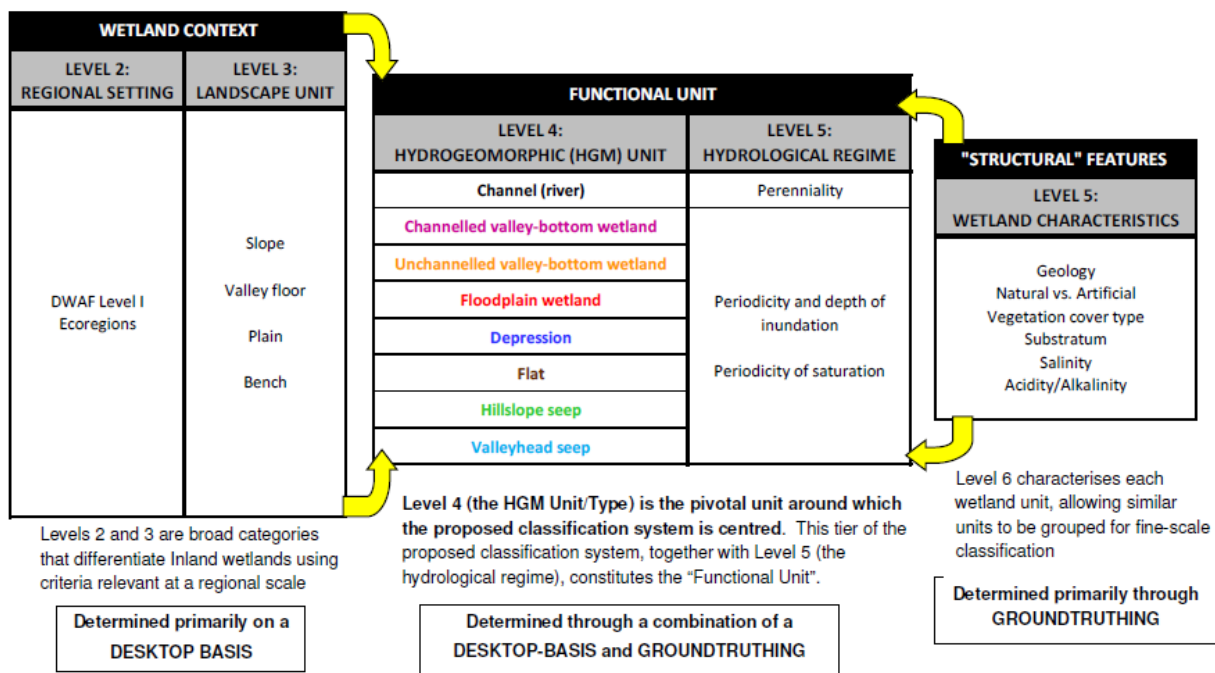 WETLAND CONTEXT
LEVEL 2:
REGIONAL SETTING
LEVEL 3:
LANDSCAPE UNIT
DWAF Level I
Ecoregions
Slope
Valley floor
Plain
Bench
Levels 2 and 3 are broad categories
that differentiate Inland wetlands using
criteria relevant at a regional scale
Determined primarily on a
DESKTOP BASIS
FUNCTIONAL UNIT
LEVEL 4:
HYDROGEOMORPHIC (HGM) UNIT
LEVEL 5:
HYDROLOGICAL REGIME
Channel (river)
Perenniality
Channelled valley-bottom wetland
Unchannelled valley-bottom wetland
Floodplain wetland
Depression
Flat
Hillslope seep
Valleyhead seep
Periodicity and depth of
inundation
Periodicity of saturation
Level 4 (the HGM Unit/Type) is the pivotal unit around which
the proposed classification system is centred. This tier of the
proposed classification system, together with Level 5 (the
hydrological regime), constitutes the “Functional Unit”.
Determined through a combination of a
DESKTOP-BASIS and GROUNDTRUTHING
"STRUCTURAL" FEATURES
LEVEL 5:
WETLAND CHARACTERISTICS
Geology
Natural vs. Artificial
Vegetation cover type
Substratum
Salinity
Acidity/Alkalinity
Level 6 characterises each
wetland unit, allowing similar
units to be grouped for fine-scale
classification
Determined primarily through
GROUNDTRUTHING